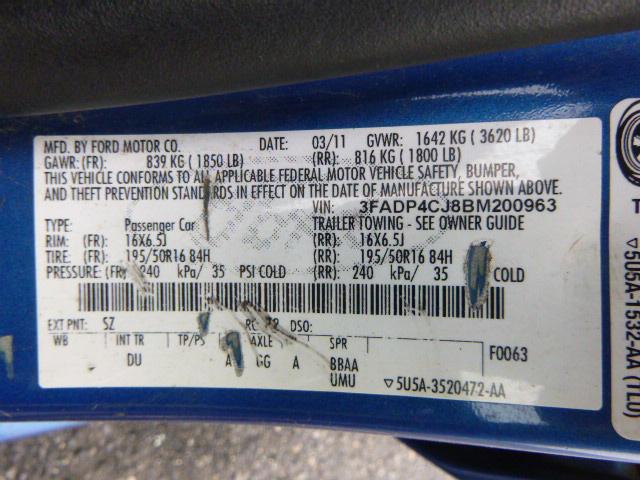 MFD. BY FORD MOTOR CO. DATE: 03/11 GVWR: 1642 KG ( 3620 LB)
GAWR: (FR) 839 KG ( 1850 LB) (RR): 816 KG ( 1800 LB)
THIS VEHICLE CONFORMS TO ALL APPLICABLE FEDERAL MOTOR VEHICLE SAFETY, BUMPER,
AND THEFT PREVENTION STANDARDS IN EFFECT ON THE DATE OF MANUFACTURE SHOWN ABOVE.
VIN: 3FADP4CJ8BM200963
TYPE: Passenger Car TRAILER TOWING - SEE OWNER GUIDE
RIM: (FR): 16X6.5J (RR): 16X6.5J
TIRE: (FR): 195/50R16 84H (RR): 195/50R16 84H
PRESSURE: (FR): 240 kPa/ 35 PSI COLD (RR): 240 kPa/ 35 COLD
EXT PNT: SZ DSO: F0063
WB INT TR TP/PS AXLE SPR
DU A GG A BBAA
UMU ▽5U5A-3520472-AA
▽5U5A-1532-AA (TLU)